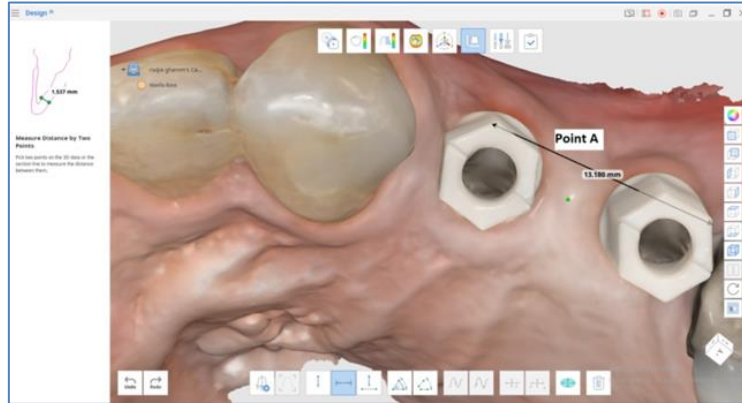 Design
1.537 mm
Measure Distance by Two
Points
Pick two points on the 3D data or the
section line to measure the distance
between them.
Point A
13.186 mm
Undo
Redo